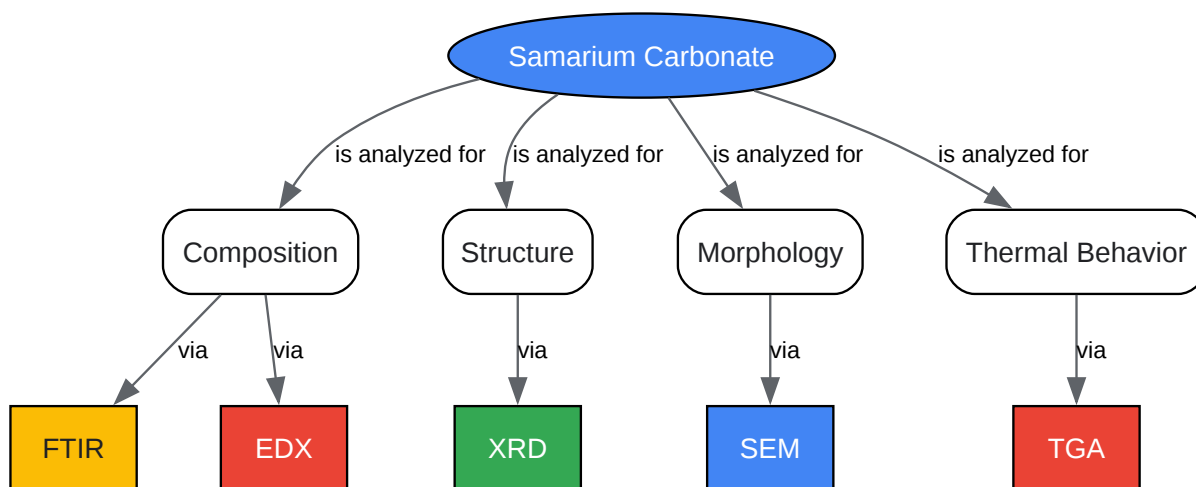 Samarium Carbonate
is analyzed for
is analyzed for
is analyzed for
is analyzed for
Composition
Structure
Morphology
Thermal Behavior
via
via
via
via
via
FTIR
EDX
XRD
SEM
TGA